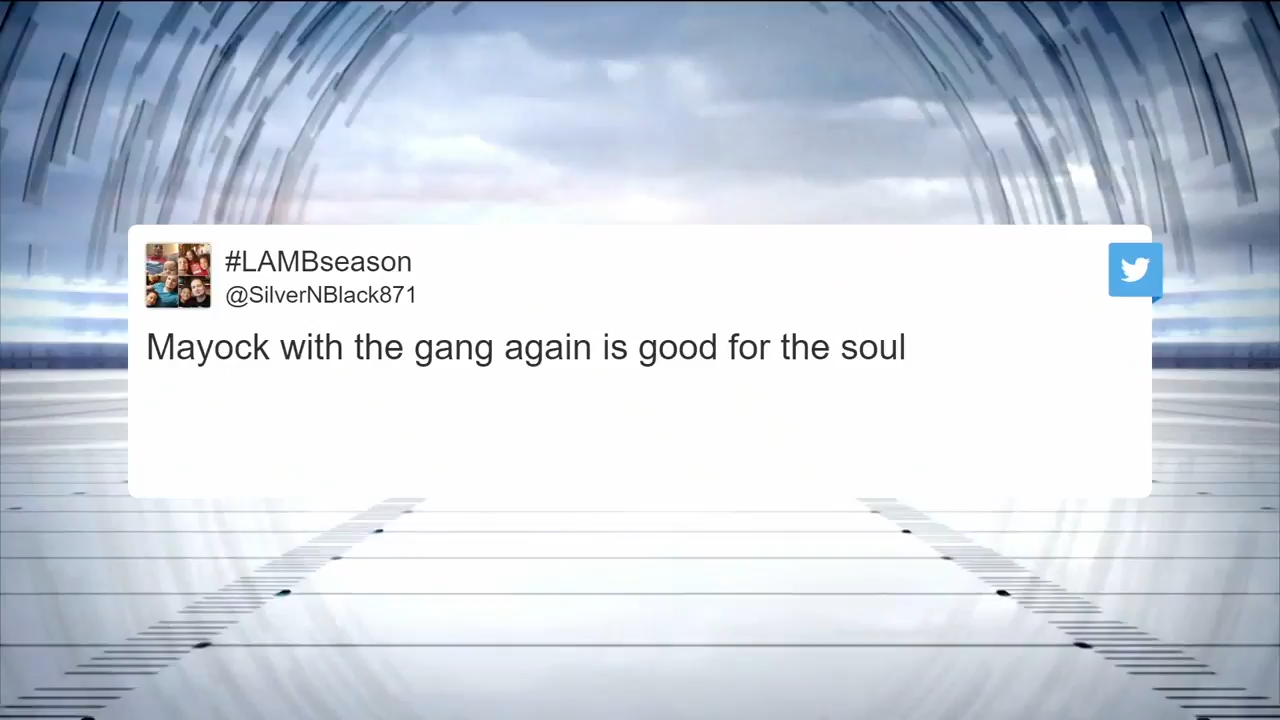 #LAMBseason
@SilverNBlack871
Mayock with the gang again is good for the soul